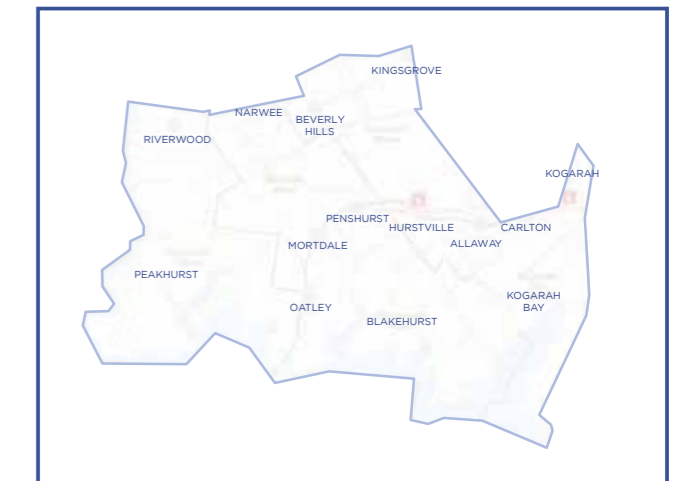 KINGSGROVE
NARWEE
BEVERLY
HILLS
RIVERWOOD
KOGARAH
PENSHURST
HURSTVILLE
CARLTON
MORTDALE
ALLAWAY
PEAKHURST
KOGARAH
BAY
OATLEY
BLAKEHURST